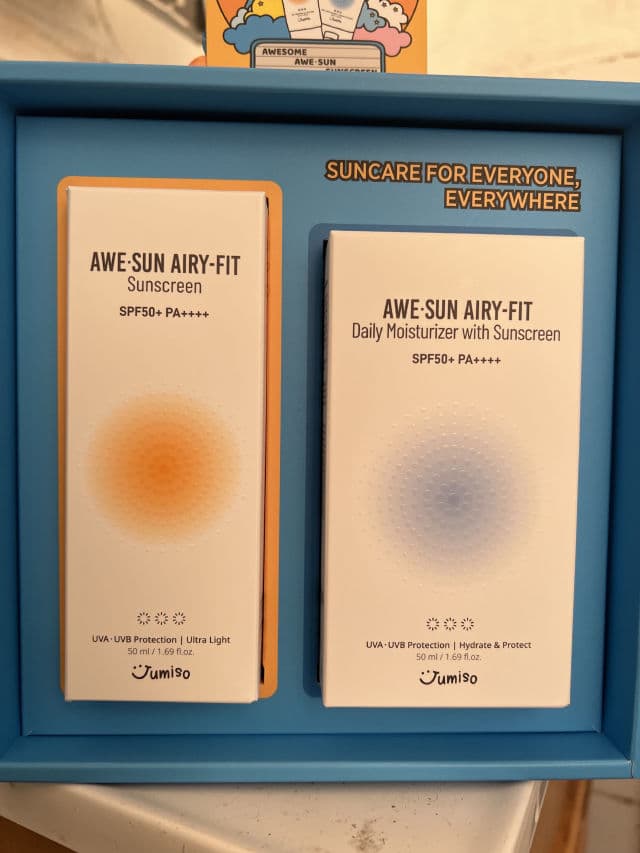 AWESOME
AWE·SUN
SUNSCREEN
SUNCARE FOR EVERYONE,
EVERYWHERE
AWE·SUN AIRY-FIT
Sunscreen
SPF50+ PA++++
UVA·UVB Protection | Ultra Light
50 ml / 1.69 fl.oz.
Jumiso
AWE·SUN AIRY-FIT
Daily Moisturizer with Sunscreen
SPF50+ PA++++
UVA·UVB Protection | Hydrate & Protect
50 ml / 1.69 fl.oz.
Jumiso